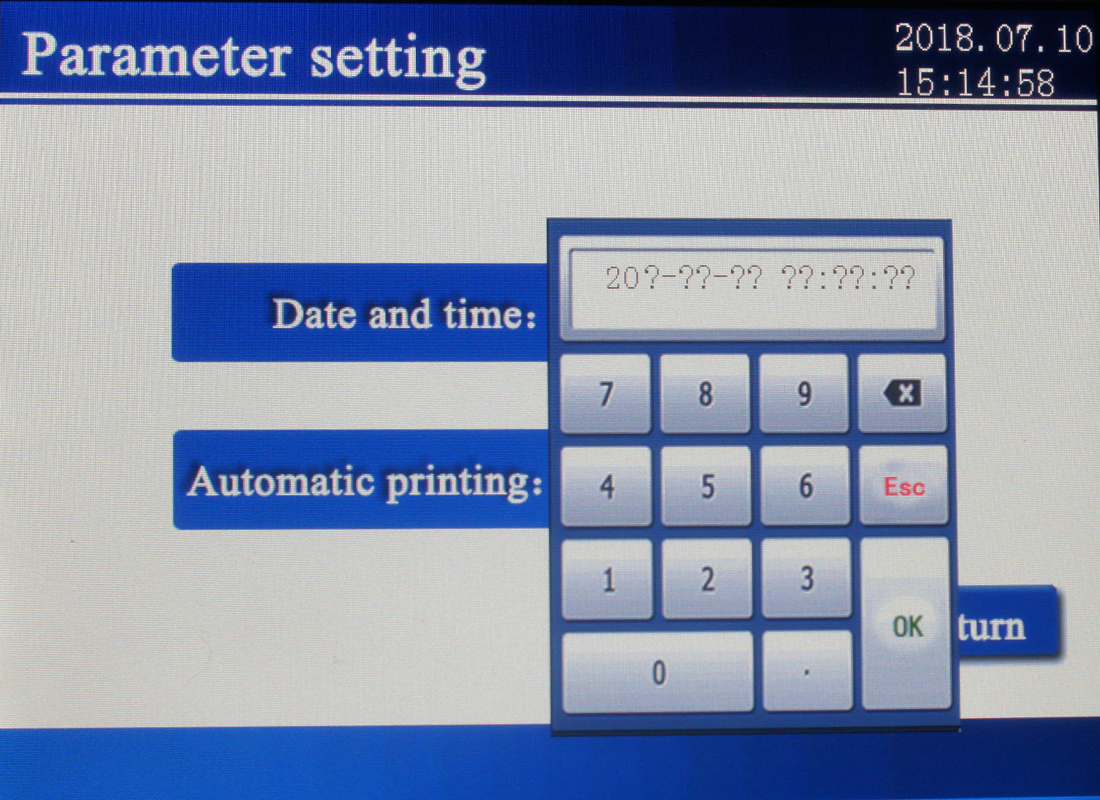 Parameter setting
2018.07.10
15:14:58
20?-??-?? ??:??:??
Date and time:
7 8 9
Automatic printing:
4 5 6 Esc
1 2 3
OK
turn
0 .